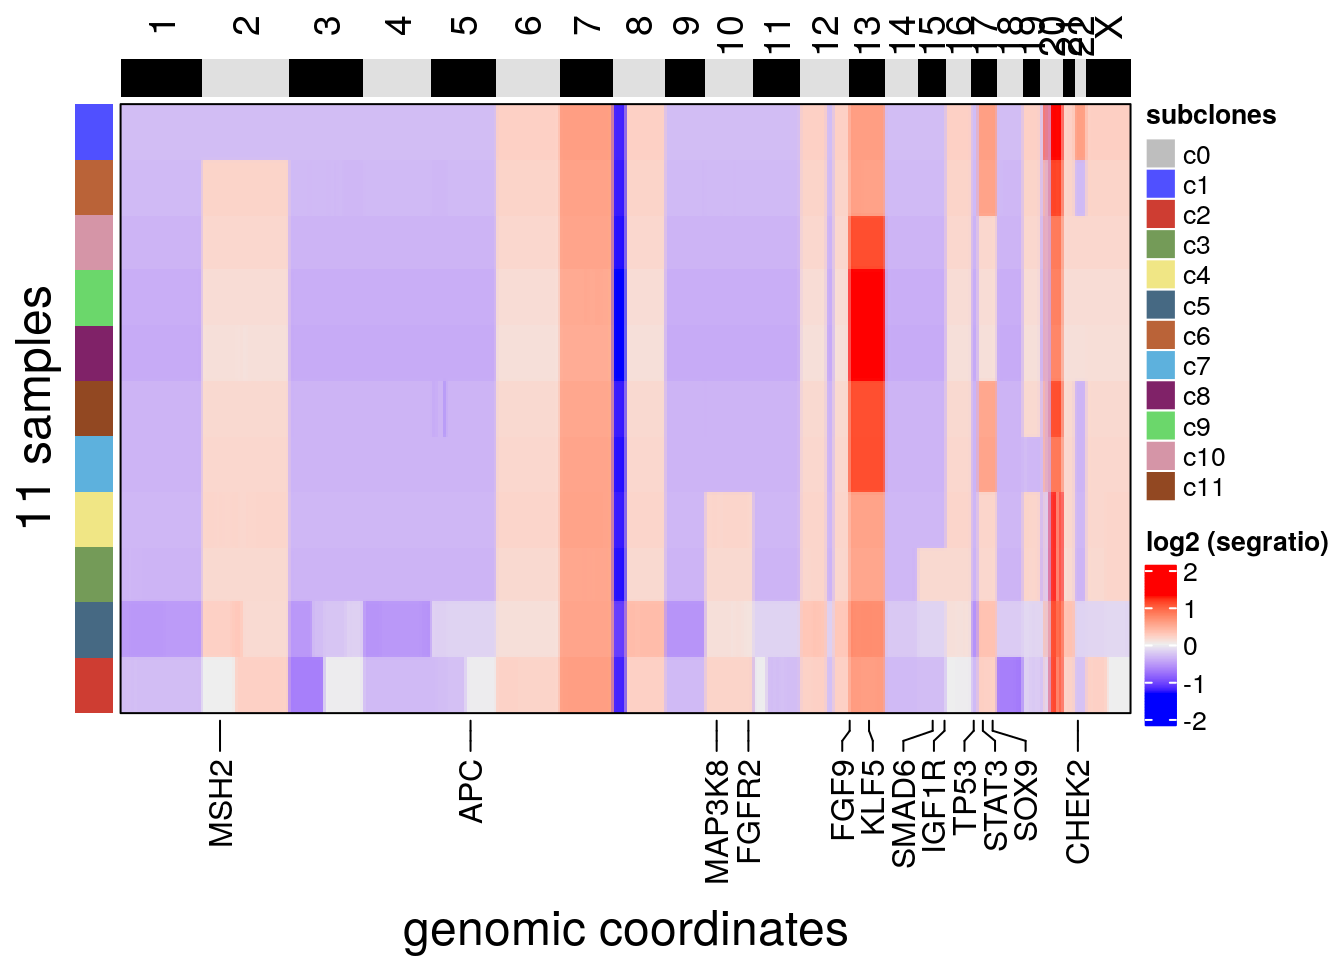 1 2 3 4 5 6 7 8 9 10 11 12 13 14 15 16 17 18 19 20 21 22 X
11 samples
subclones
c0
c1
c2
c3
c4
c5
c6
c7
c8
c9
c10
c11
log2 (segratio)
2
1
0
-1
-2
MSH2 APC MAP3K8 FGFR2 FGF9 KLF5 SMAD6 IGF1R TP53 STAT3 SOX9 CHEK2
genomic coordinates